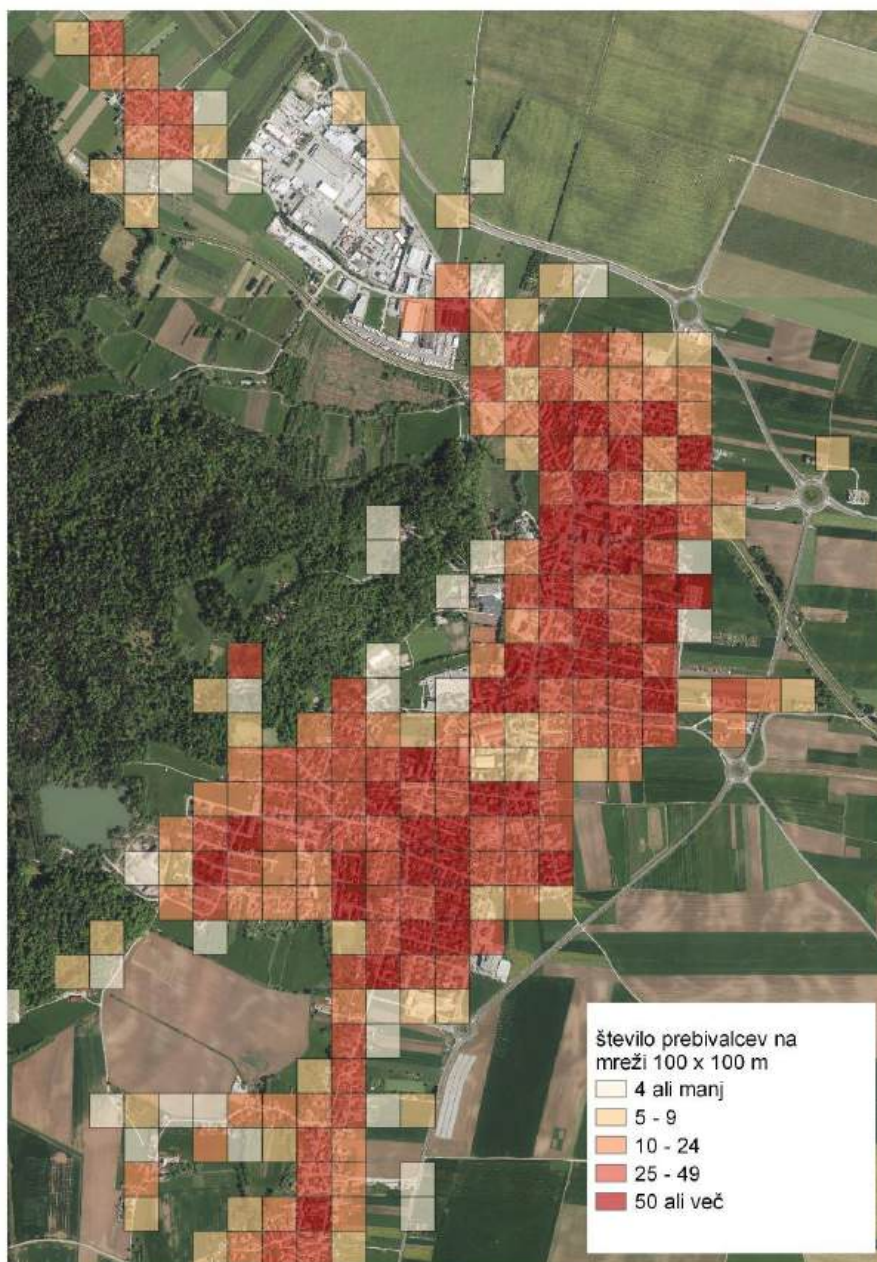 število prebivalcev na
mreži 100 x 100 m
4 ali manj
5 - 9
10 - 24
25 - 49
50 ali več